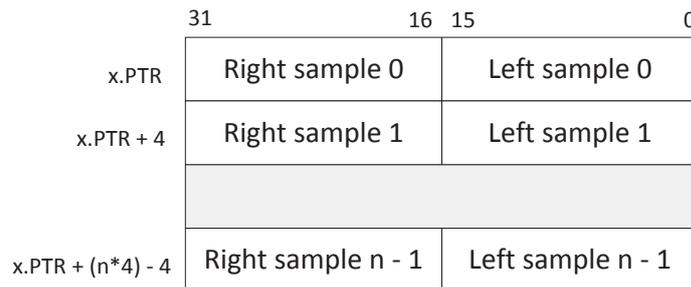 31 16 15 0
x.PTR Right sample 0 Left sample 0
x.PTR + 4 Right sample 1 Left sample 1
x.PTR + (n*4) - 4 Right sample n - 1 Left sample n - 1